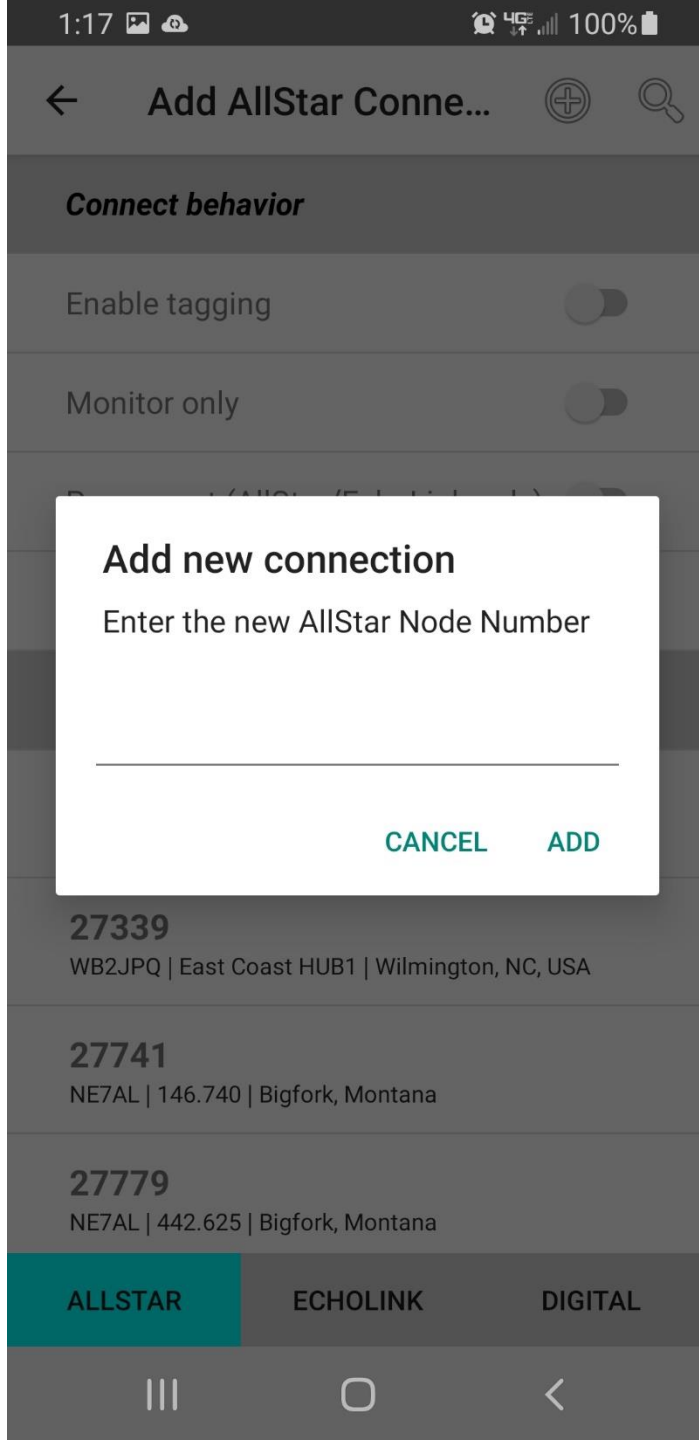 1:17 4GE 100%
Add AllStar Conne...
Connect behavior
Enable tagging
Monitor only
Add new connection
Enter the new AllStar Node Number
CANCEL ADD
27339
WB2JPQ | East Coast HUB1 | Wilmington, NC, USA
27741
NE7AL | 146.740 | Bigfork, Montana
27779
NE7AL | 442.625 | Bigfork, Montana
ALLSTAR ECHOLINK DIGITAL